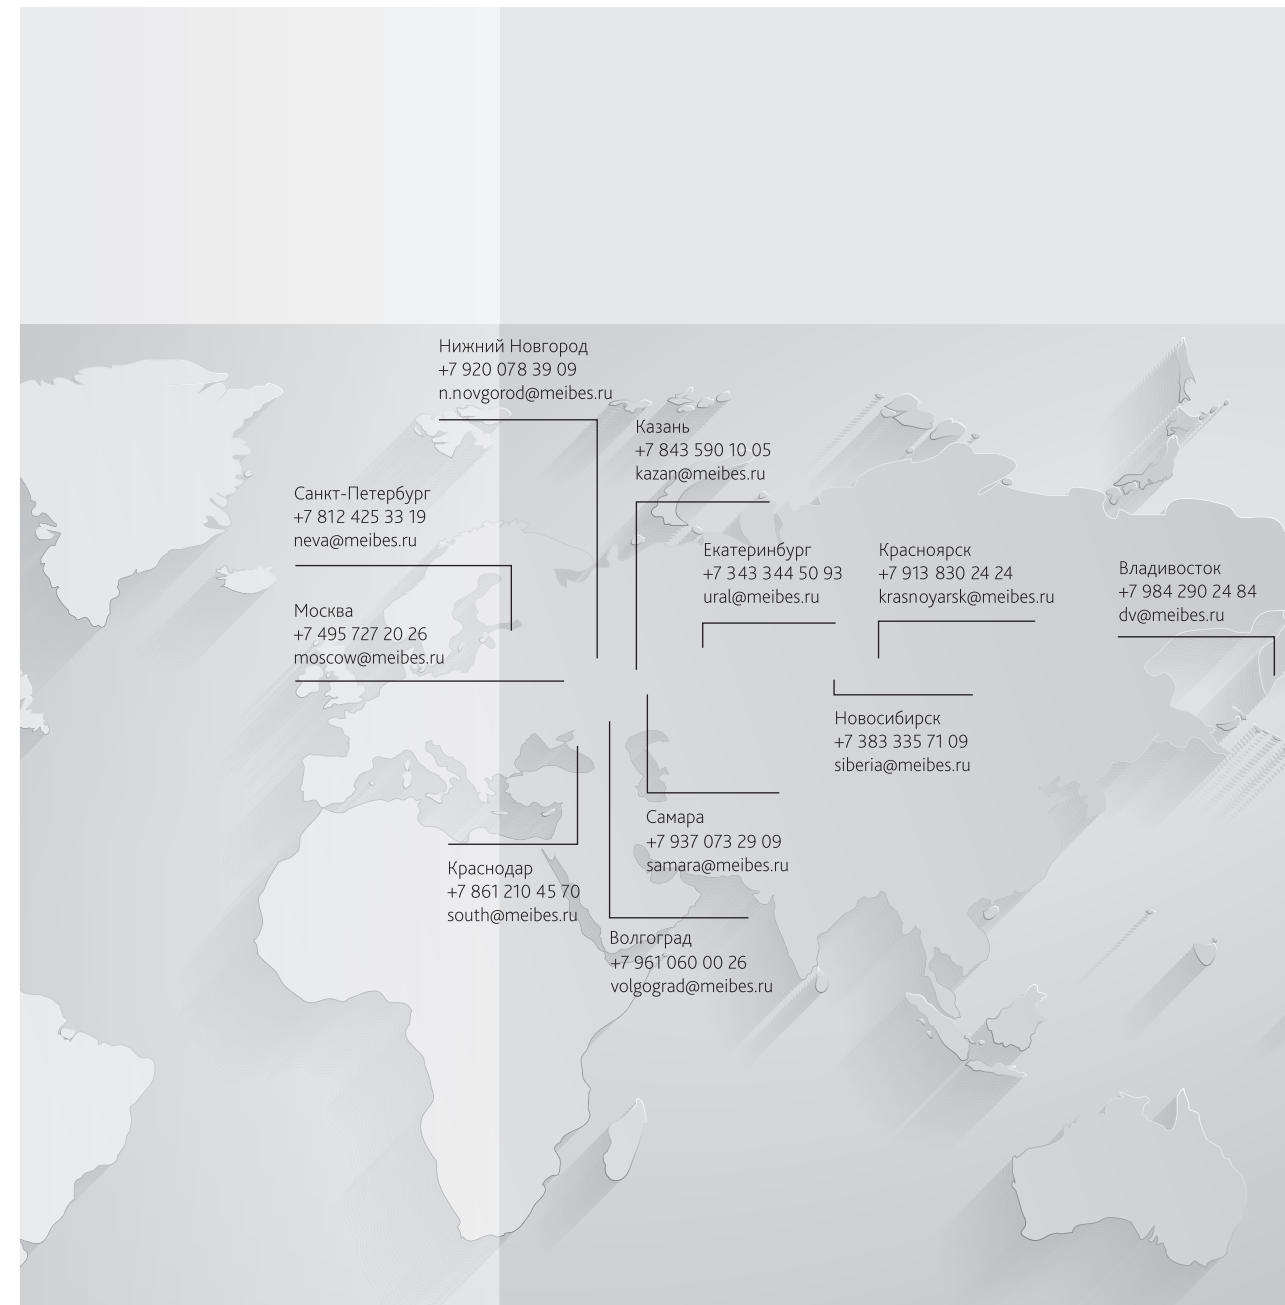 Нижний Новгород
+7 920 078 39 09
n.novgorod@meibes.ru
Казань
+7 843 590 10 05
kazan@meibes.ru
Санкт-Петербург
+7 812 425 33 19
neva@meibes.ru
Екатеринбург
+7 343 344 50 93
ural@meibes.ru
Красноярск
+7 913 830 24 24
krasnoyarsk@meibes.ru
Владивосток
+7 984 290 24 84
dv@meibes.ru
Москва
+7 495 727 20 26
moscow@meibes.ru
Новосибирск
+7 383 335 71 09
siberia@meibes.ru
Самара
+7 937 073 29 09
samara@meibes.ru
Краснодар
+7 861 210 45 70
south@meibes.ru
Волгоград
+7 961 060 00 26
volgograd@meibes.ru